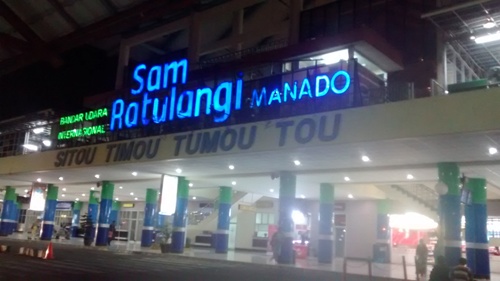 BANDAR UDARA
INTERNASIONAL
Sam
Ratulangi MANADO
SITOU TIMOU TUMOU TOU